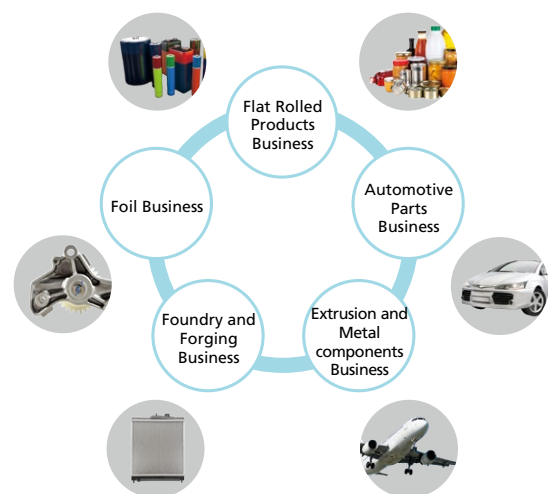 Flat Rolled
Products
Business
Foil Business
Automotive
Parts
Business
Foundry and
Forging
Business
Extrusion and
Metal
components
Business